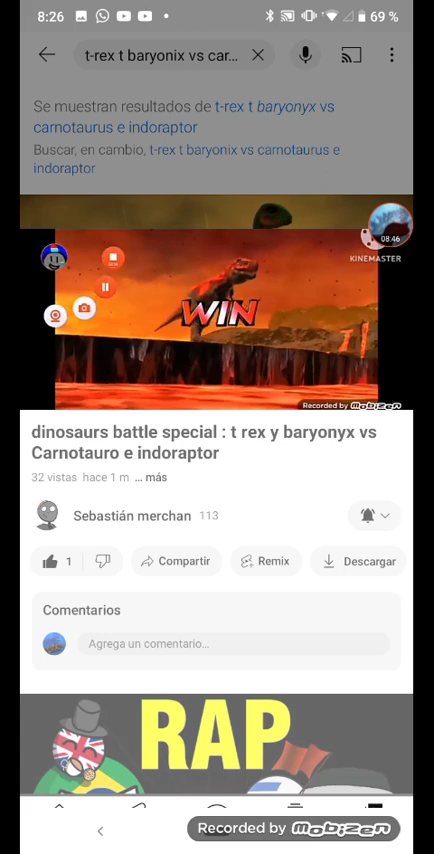 8:26
69 %
t-rex t baryonix vs car...
Se muestran resultados de t-rex t baryonyx vs
carnotaurus e indoraptor
Buscar, en cambio, t-rex t baryonix vs carnotaurus e
indoraptor
08:46
KINEMASTER
WIN
Recorded by Mobizen
dinosaurs battle special : t rex y baryonyx vs
Carnotauro e indoraptor
32 vistas hace 1 m ... más
Sebastián merchan 113
1
Compartir
Remix
Descargar
Comentarios
Agrega un comentario...
RAP
Recorded by Mobizen